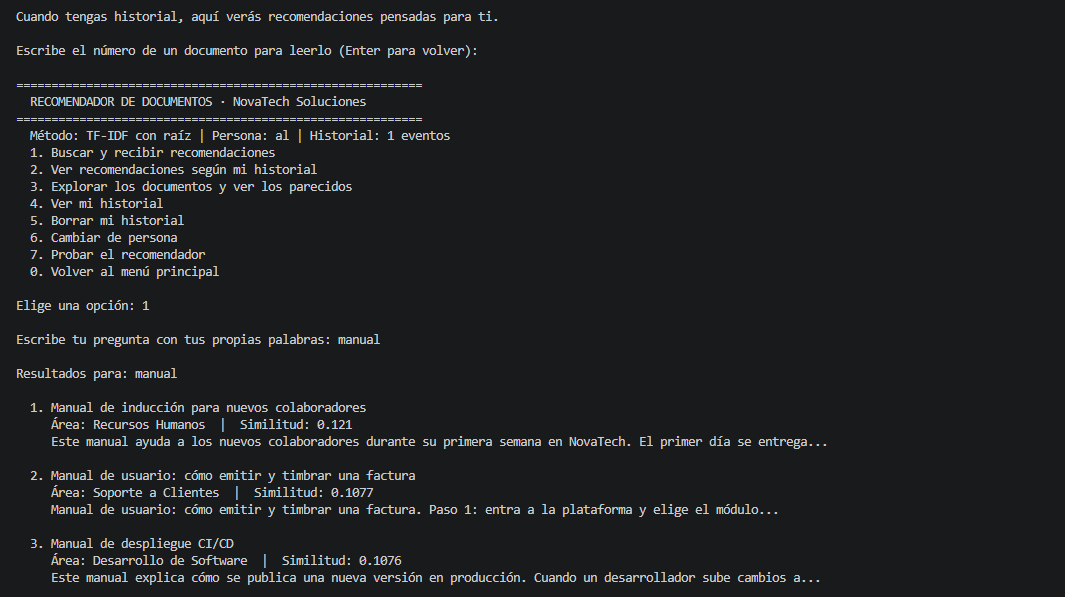 Cuando tengas historial, aquí verás recomendaciones pensadas para ti.
Escribe el número de un documento para leerlo (Enter para volver):
==========================================================
RECOMENDADOR DE DOCUMENTOS · NovaTech Soluciones
==========================================================
Método: TF-IDF con raíz | Persona: al | Historial: 1 eventos
1. Buscar y recibir recomendaciones
2. Ver recomendaciones según mi historial
3. Explorar los documentos y ver los parecidos
4. Ver mi historial
5. Borrar mi historial
6. Cambiar de persona
7. Probar el recomendador
0. Volver al menú principal
Elige una opción: 1
Escribe tu pregunta con tus propias palabras: manual
Resultados para: manual
1. Manual de inducción para nuevos colaboradores
Área: Recursos Humanos | Similitud: 0.121
Este manual ayuda a los nuevos colaboradores durante su primera semana en NovaTech. El primer día se entrega...
2. Manual de usuario: cómo emitir y timbrar una factura
Área: Soporte a Clientes | Similitud: 0.1077
Manual de usuario: cómo emitir y timbrar una factura. Paso 1: entra a la plataforma y elige el módulo...
3. Manual de despliegue CI/CD
Área: Desarrollo de Software | Similitud: 0.1076
Este manual explica cómo se publica una nueva versión en producción. Cuando un desarrollador sube cambios a...